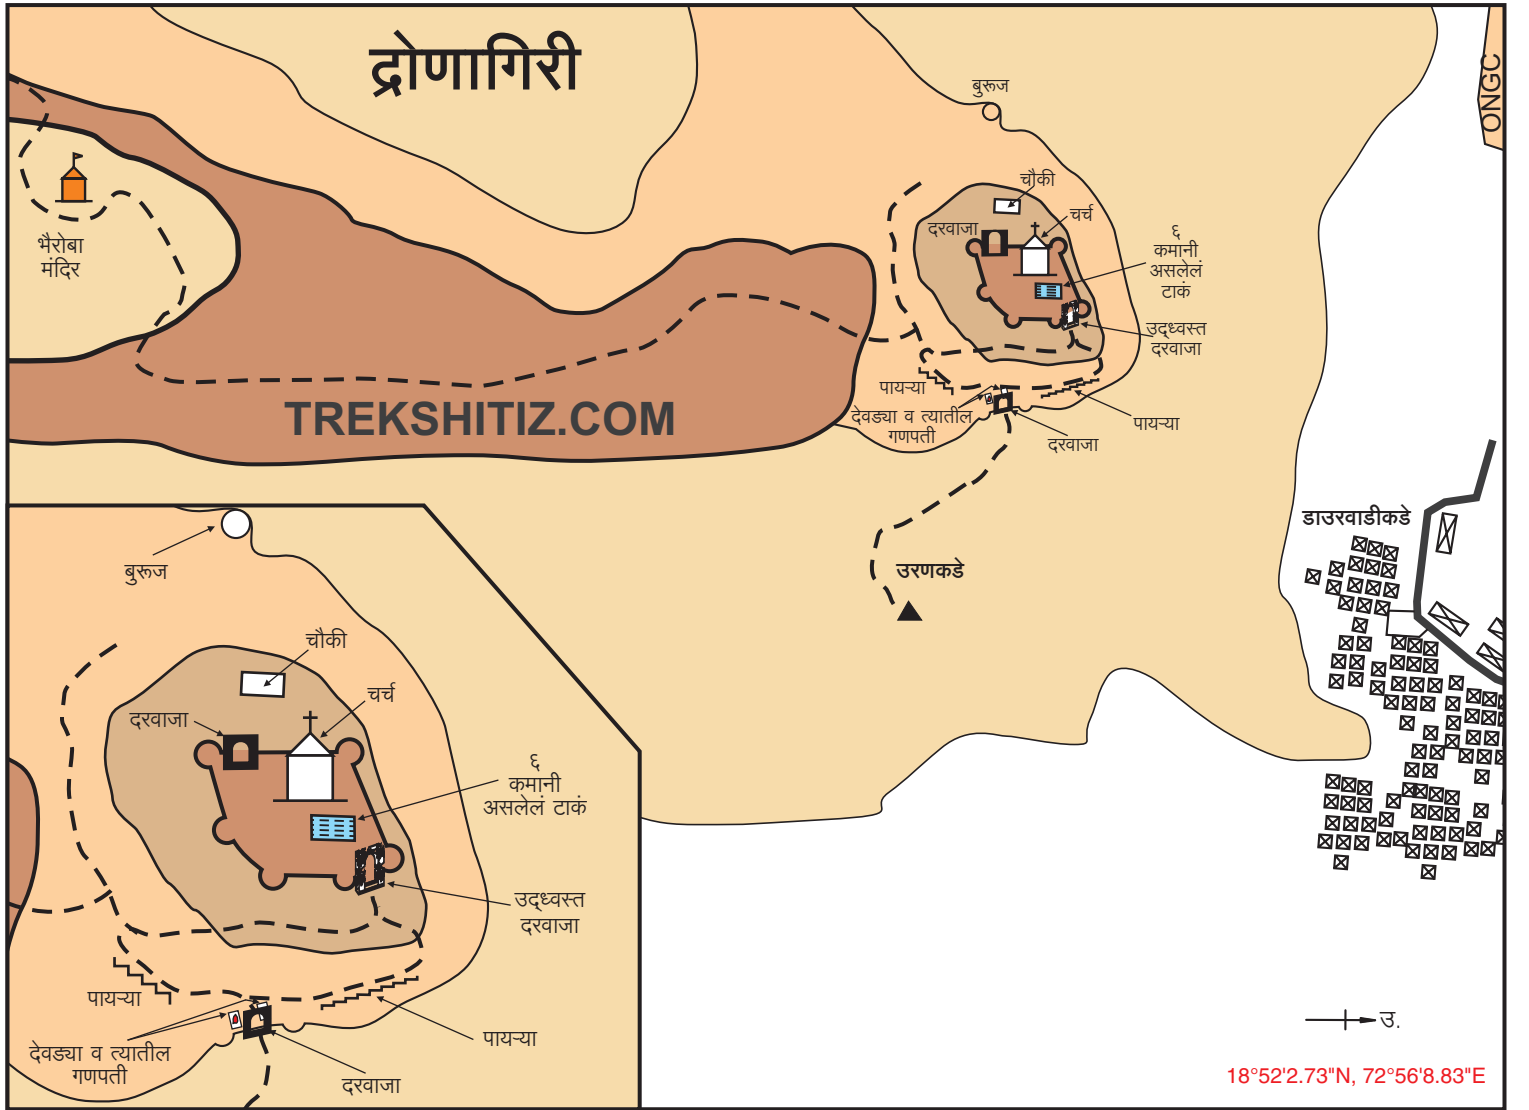 द्रोणागिरी
ONGC
बुरूज
चौकी
चर्च
दरवाजा
६
कमानी
असलेलं
टाकं
भैरोबा
मंदिर
उद्ध्वस्त
दरवाजा
पायऱ्या
देवड्या व त्यातील
गणपती
पायऱ्या
दरवाजा
TREKSHITIZ.COM
डाउरवाडीकडे
उरणकडे
बुरूज
चौकी
चर्च
दरवाजा
६
कमानी
असलेलं टाकं
उद्ध्वस्त
दरवाजा
पायऱ्या
पायऱ्या
देवड्या व त्यातील
गणपती
दरवाजा
उ.
18°52'2.73"N, 72°56'8.83"E